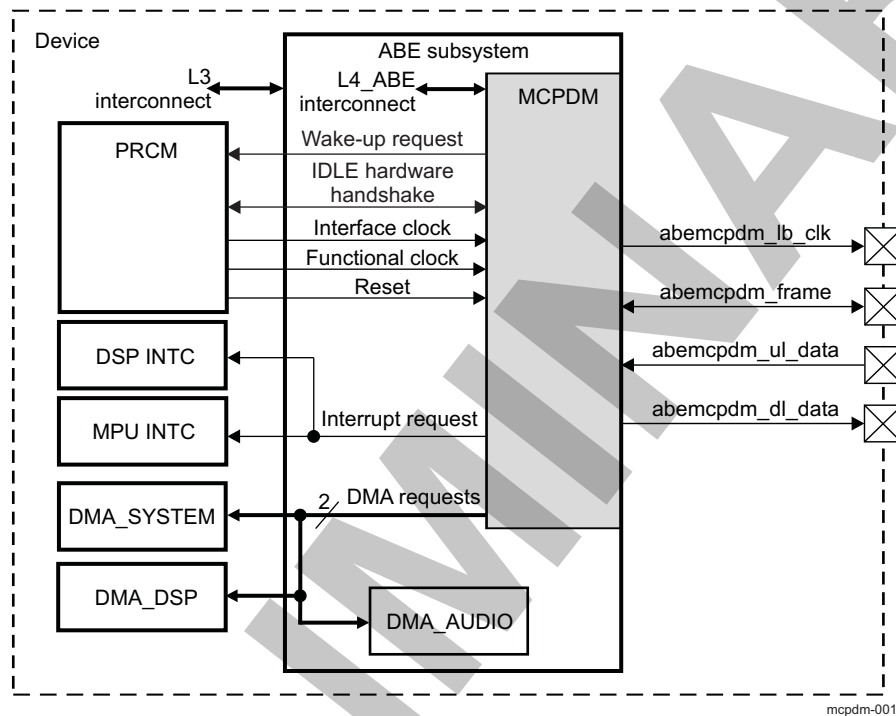 Device
ABE subsystem
L3
interconnect
L4_ABE
interconnect
MCPDM
PRCM
Wake-up request
IDLE hardware
handshake
Interface clock
Functional clock
Reset
abemcpdm_lb_clk
abemcpdm_frame
abemcpdm_ul_data
abemcpdm_dl_data
DSP INTC
MPU INTC
Interrupt request
DMA_SYSTEM
2
DMA requests
DMA_DSP
DMA_AUDIO
mcpdm-001